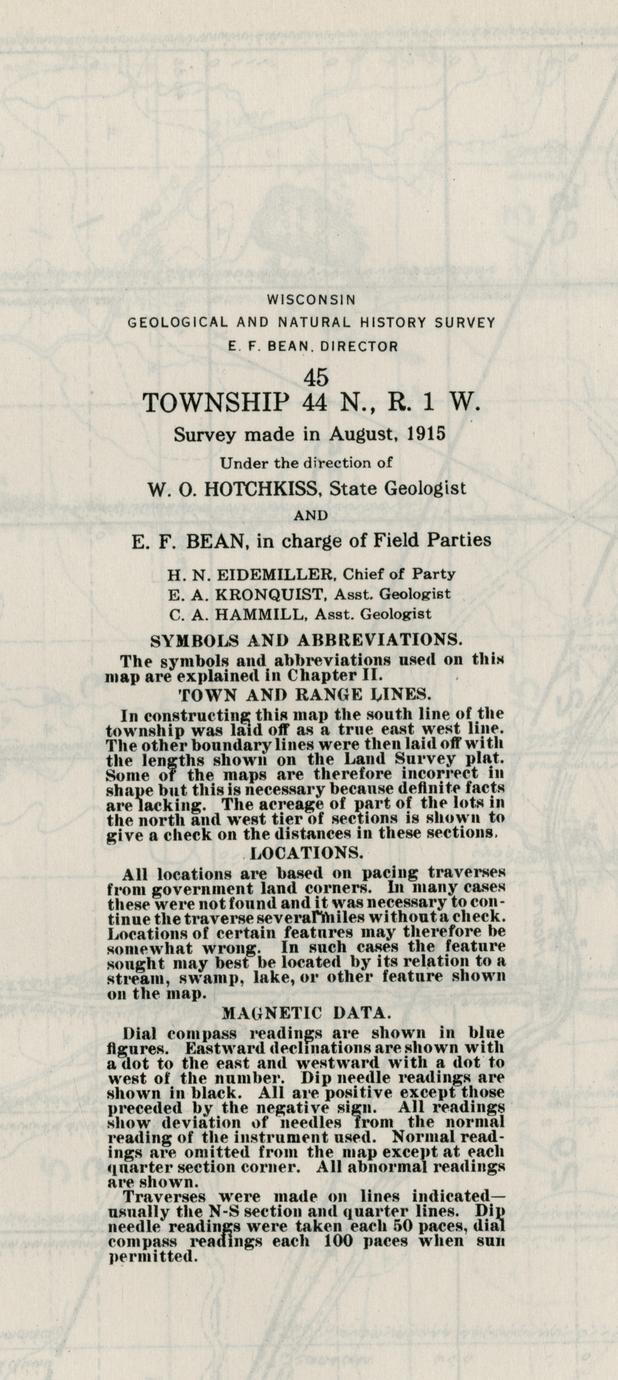 WISCONSIN
GEOLOGICAL AND NATURAL HISTORY SURVEY
E. F. BEAN, DIRECTOR
45
TOWNSHIP 44 N., R. 1 W.
Survey made in August, 1915
Under the direction of
W. O. HOTCHKISS, State Geologist
AND
E. F. BEAN, in charge of Field Parties
H. N. EIDEMILLER, Chief of Party
E. A. KRONQUIST, Asst. Geologist
C. A. HAMMILL, Asst. Geologist
SYMBOLS AND ABBREVIATIONS.
The symbols and abbreviations used on this
map are explained in Chapter II.
TOWN AND RANGE LINES.
In constructing this map the south line of the
township was laid off as a true east west line.
The other boundary lines were then laid off with
the lengths shown on the Land Survey plat.
Some of the maps are therefore incorrect in
shape but this is necessary because definite facts
are lacking. The acreage of part of the lots in
the north and west tier of sections is shown to
give a check on the distances in these sections.
LOCATIONS.
All locations are based on pacing traverses
from government land corners. In many cases
these were not found and it was necessary to con-
tinue the traverse several miles without a check.
Locations of certain features may therefore be
somewhat wrong. In such cases the feature
sought may best be located by its relation to a
stream, swamp, lake, or other feature shown
on the map.
MAGNETIC DATA.
Dial compass readings are shown in blue
figures. Eastward declinations are shown with
a dot to the east and westward with a dot to
west of the number. Dip needle readings are
shown in black. All are positive except those
preceded by the negative sign. All readings
show deviation of needles from the normal
reading of the instrument used. Normal read-
ings are omitted from the map except at each
quarter section corner. All abnormal readings
are shown.
Traverses were made on lines indicated—
usually the N-S section and quarter lines. Dip
needle readings were taken each 50 paces, dial
compass readings each 100 paces when sun
permitted.